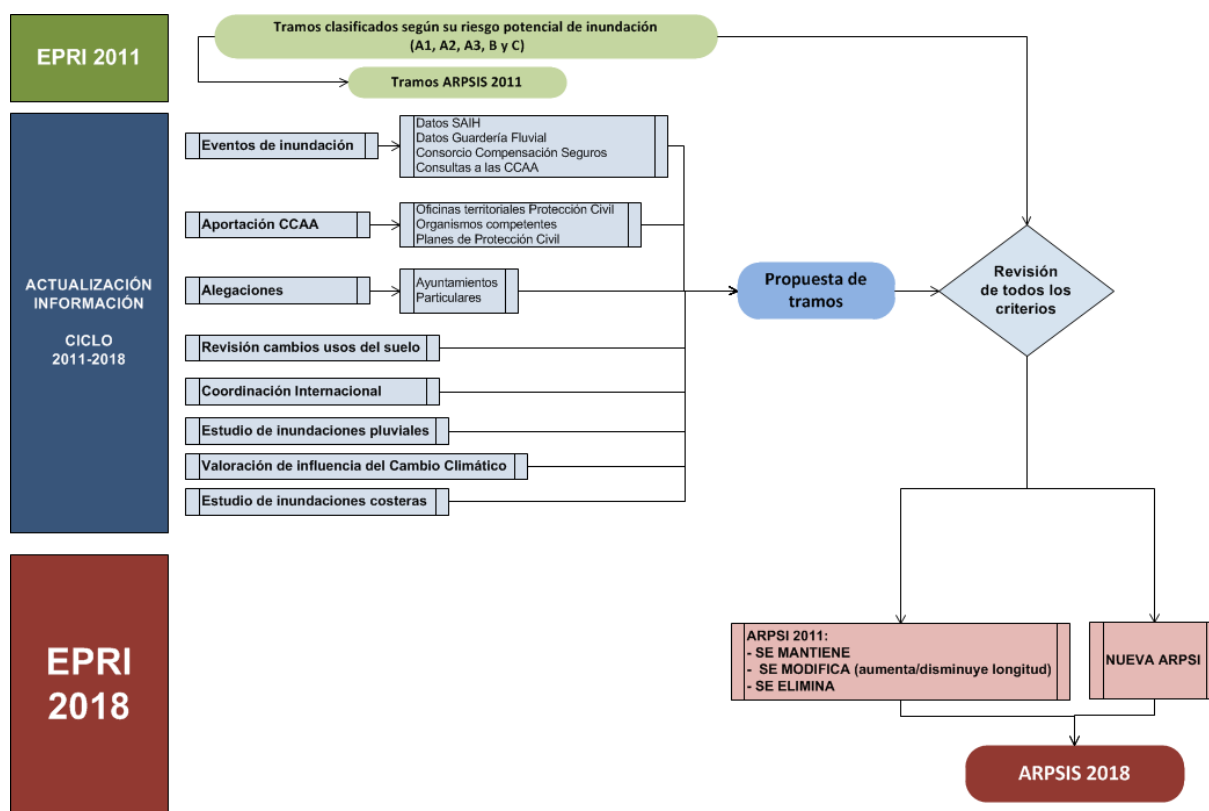 EPRI 2011
Tramos clasificados según su riesgo potencial de inundación
(A1, A2, A3, B y C)
Tramos ARPSIS 2011
ACTUALIZACIÓN
INFORMACIÓN
CICLO
2011-2018
Eventos de inundación
Datos SAIH
Datos Guardería Fluvial
Consorcio Compensación Seguros
Consultas a las CCAA
Aportación CCAA
Oficinas territoriales Protección Civil
Organismos competentes
Planes de Protección Civil
Alegaciones
Ayuntamientos
Particulares
Revisión cambios usos del suelo
Coordinación Internacional
Estudio de inundaciones pluviales
Valoración de influencia del Cambio Climático
Estudio de inundaciones costeras
Propuesta de
tramos
Revisión
de todos los
criterios
EPRI
2018
ARPSI 2011:
- SE MANTIENE
- SE MODIFICA (aumenta/disminuye longitud)
- SE ELIMINA
NUEVA ARPSI
ARPSIS 2018